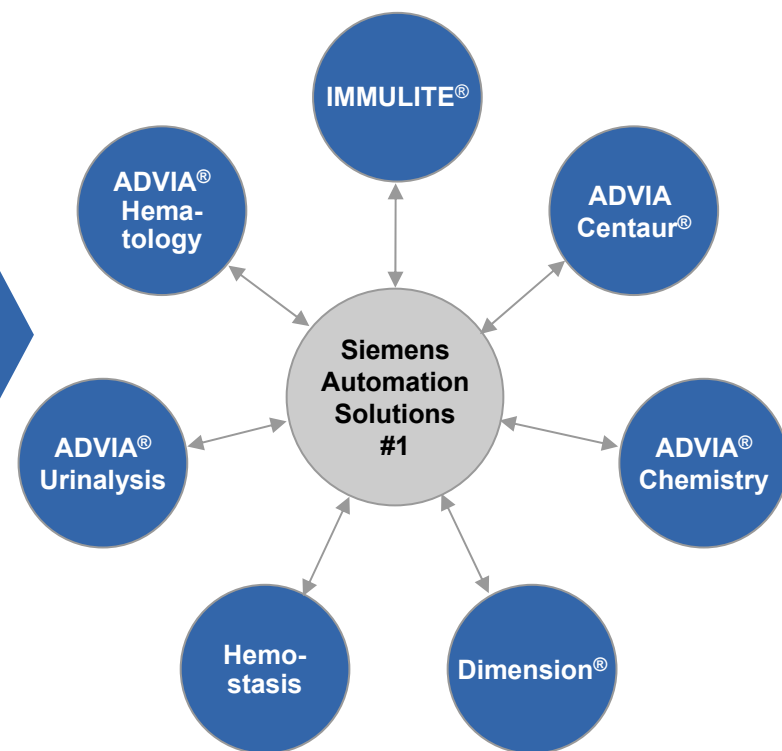 IMMULITE®
ADVIA®
Hema-
tology
ADVIA
Centaur®
Siemens
Automation
Solutions
#1
ADVIA®
Urinalysis
ADVIA®
Chemistry
Hemo-
stasis
Dimension®